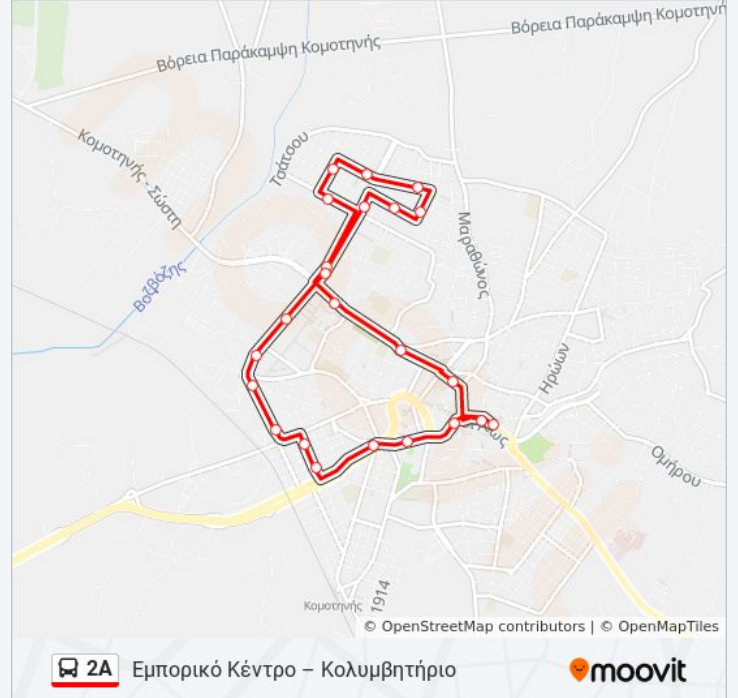 Βόρεια Παράκαμψη Κομοτηνής
Βόρεια Παράκαμψη Κομοτην
Κομοτηνής - Σώστη
Τσάτσου
Μαραθώνος
Βοζβόζης
Ηρώων
Ομήρου
1914
Κομοτηνής
© OpenStreetMap contributors | © OpenMapTiles
2A Εμπορικό Κέντρο – Κολυμβητήριο
moovit